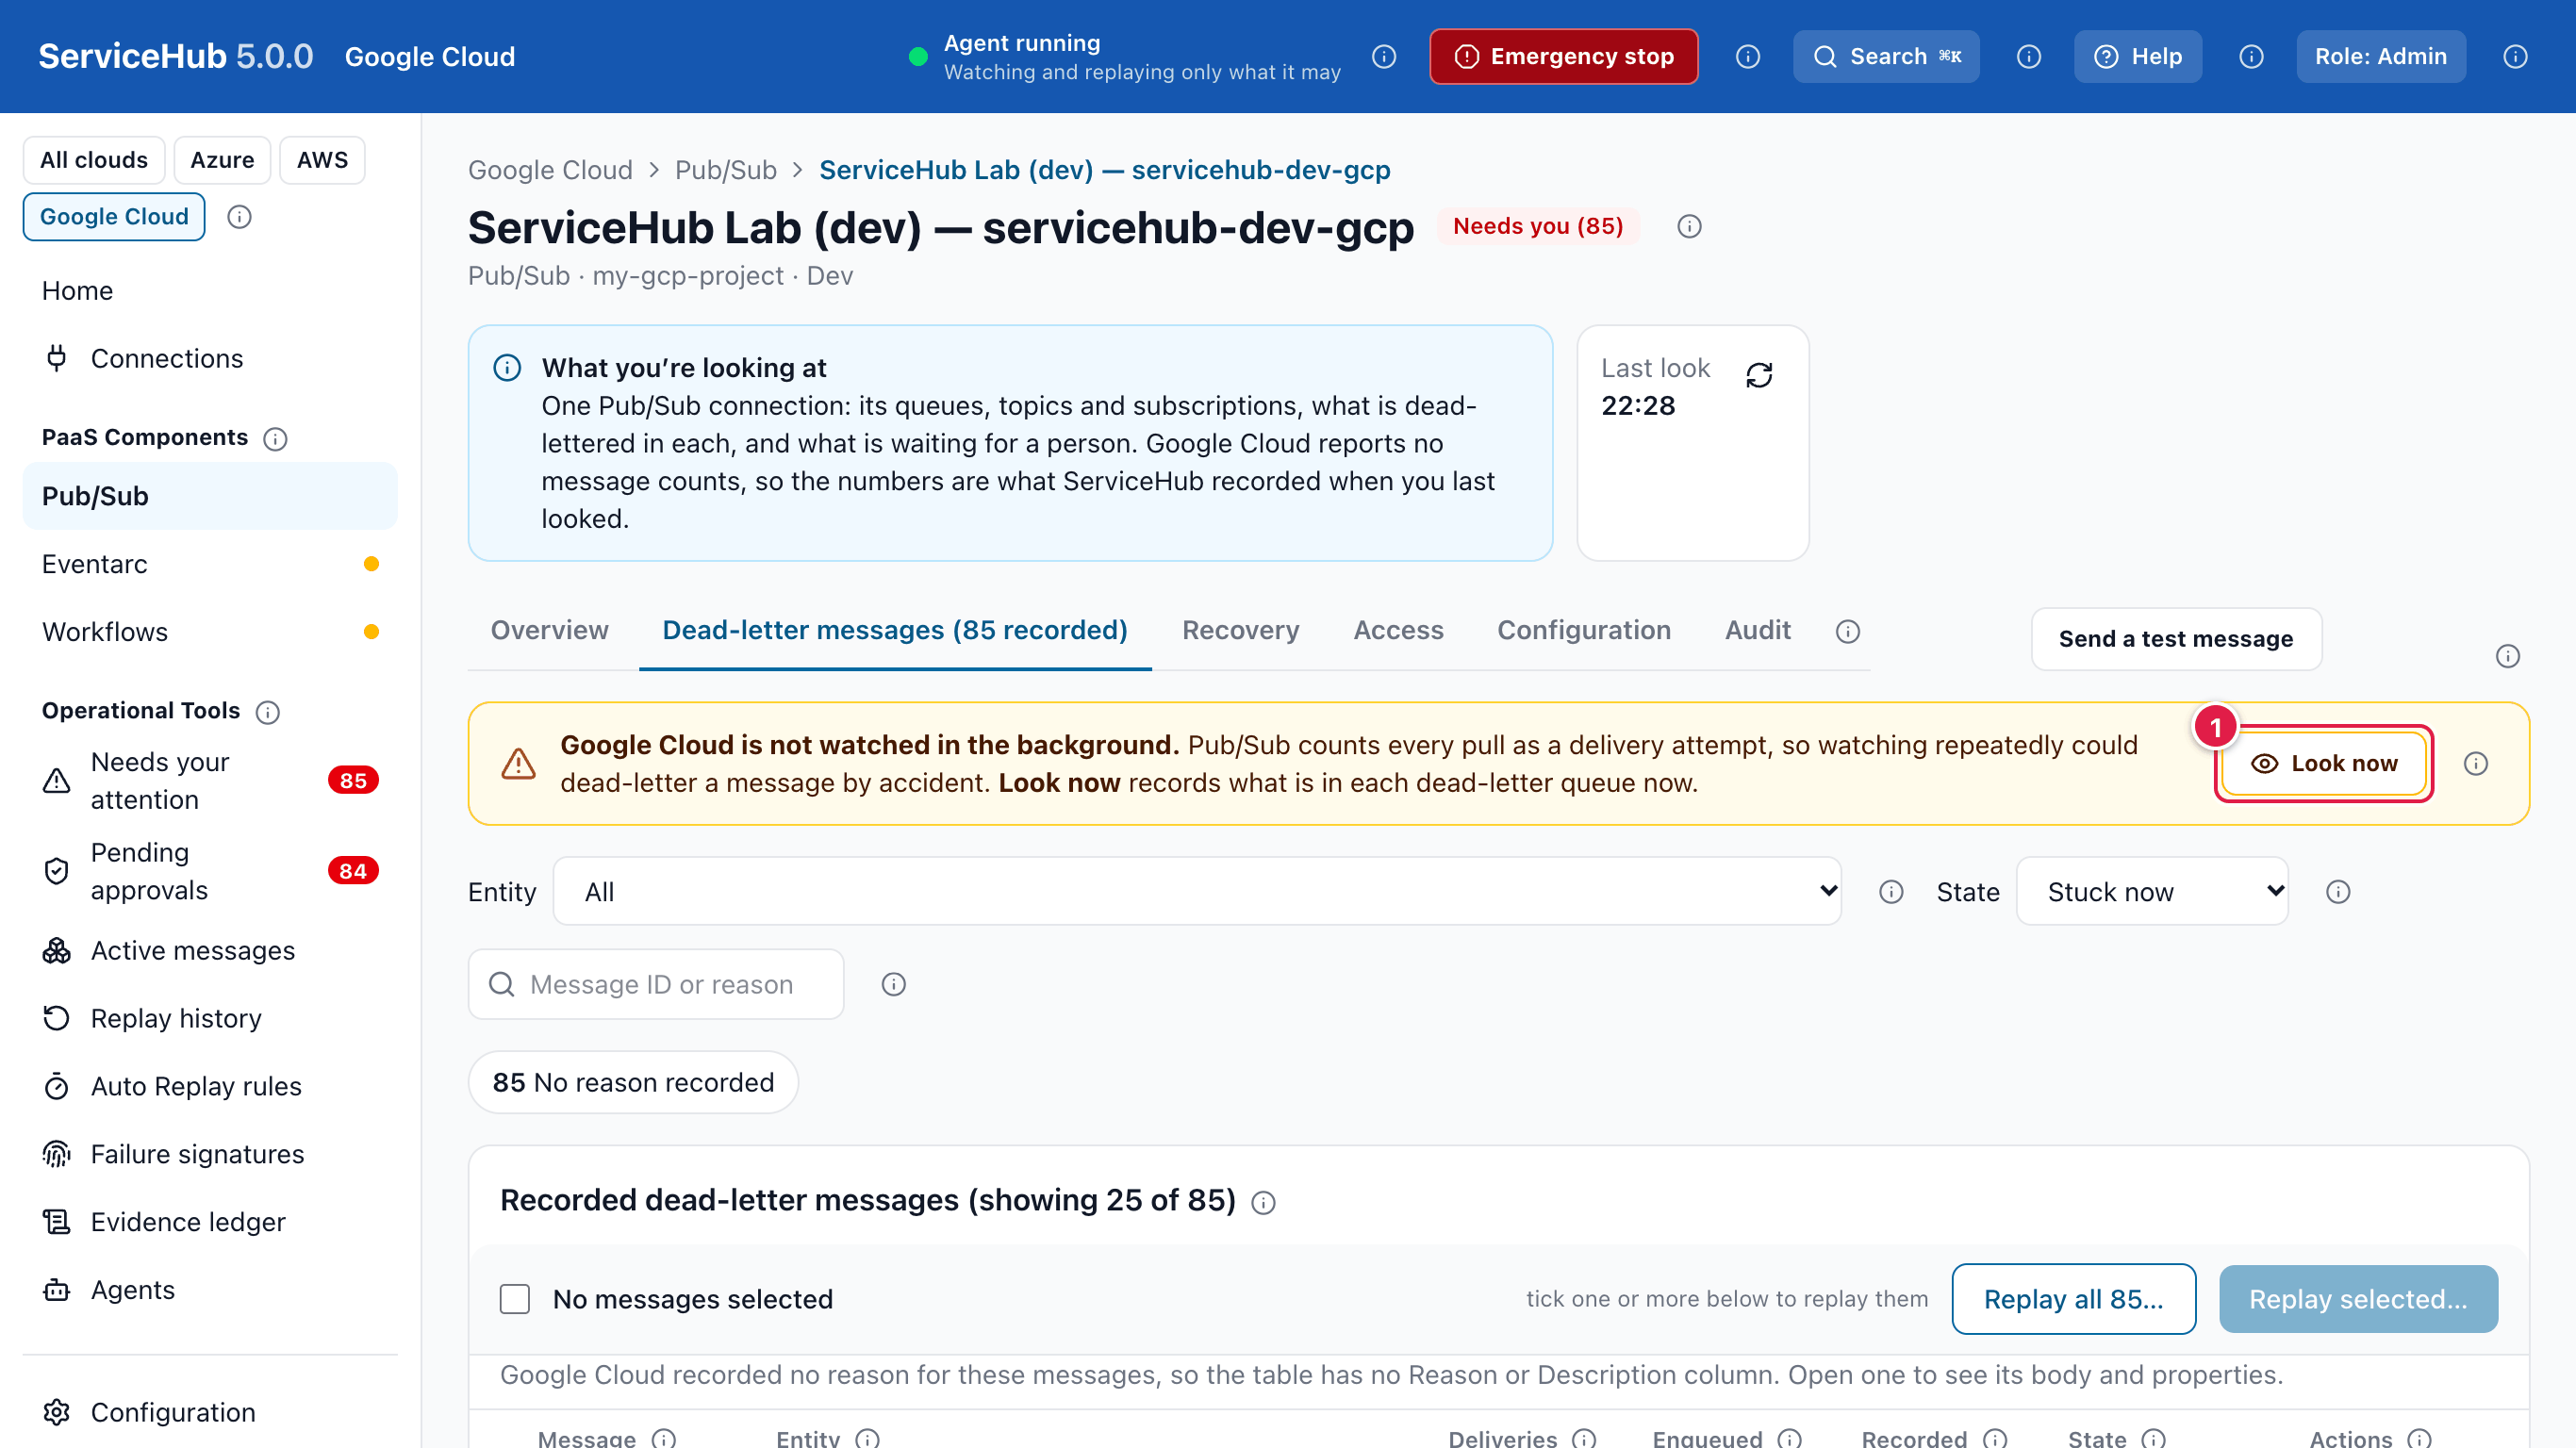 ServiceHub 5.0.0 Google Cloud
Agent running
Watching and replaying only what it may
Emergency stop
Search ⌘K
Help
Role: Admin
All clouds
Azure
AWS
Google Cloud
Home
Connections
PaaS Components
Pub/Sub
Eventarc
Workflows
Operational Tools
Needs your
attention
85
Pending
approvals
84
Active messages
Replay history
Auto Replay rules
Failure signatures
Evidence ledger
Agents
Configuration
Google Cloud > Pub/Sub > ServiceHub Lab (dev) — servicehub-dev-gcp
ServiceHub Lab (dev) — servicehub-dev-gcp
Needs you (85)
Pub/Sub · my-gcp-project · Dev
What you’re looking at
One Pub/Sub connection: its queues, topics and subscriptions, what is dead-
lettered in each, and what is waiting for a person. Google Cloud reports no
message counts, so the numbers are what ServiceHub recorded when you last
looked.
Last look
22:28
Overview
Dead-letter messages (85 recorded)
Recovery
Access
Configuration
Audit
Send a test message
Google Cloud is not watched in the background. Pub/Sub counts every pull as a delivery attempt, so watching repeatedly could
dead-letter a message by accident. Look now records what is in each dead-letter queue now.
1
Look now
Entity
All
State
Stuck now
Message ID or reason
85 No reason recorded
Recorded dead-letter messages (showing 25 of 85)
No messages selected
tick one or more below to replay them
Replay all 85...
Replay selected...
Google Cloud recorded no reason for these messages, so the table has no Reason or Description column. Open one to see its body and properties.
Message
Entity
Deliveries
Enqueued
Recorded
State
Actions